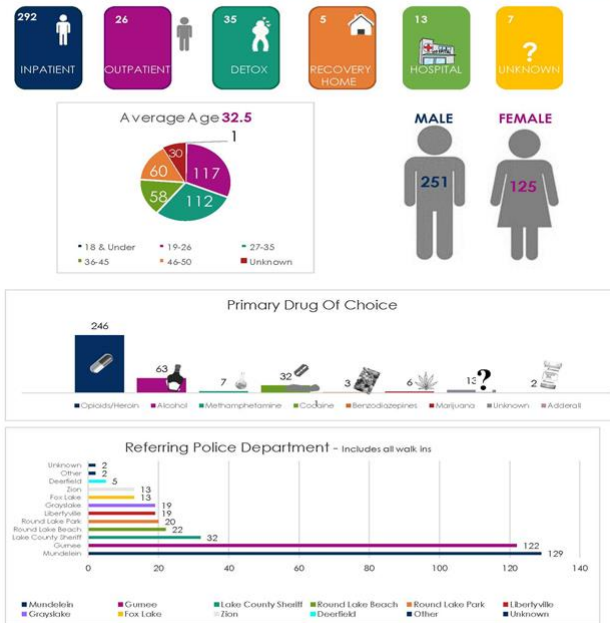 292 26 35 5 13 7
?
INPATIENT OUTPATIENT DETOX RECOVERY HOME HOSPITAL UNKNOWN
Average Age 32.5
1
30
117
60
58
112
18 & Under 19-26 27-35
36-45 46-50 Unknown
MALE FEMALE
251 125
Primary Drug Of Choice
246
63
7
32
3
6
13
?
2
1
Opioids/Heroin Alcohol Methamphetamine Cocaine Benzodiazepines Marijuana Unknown Adderall
Referring Police Department - Includes all walk ins
Unknown 2
Other 2
Deerfield 5
Zion 13
Fox Lake 13
Grayslake 19
Libertyville 19
Round Lake Park 20
Round Lake Beach 22
Lake County Sheriff 32
Gurnee 122
Mundelein 129
0 20 40 60 80 100 120 140
Mundelein Gurnee Lake County Sheriff Round Lake Beach Round Lake Park Libertyville
Grayslake Fox Lake Zion Deerfield Other Unknown